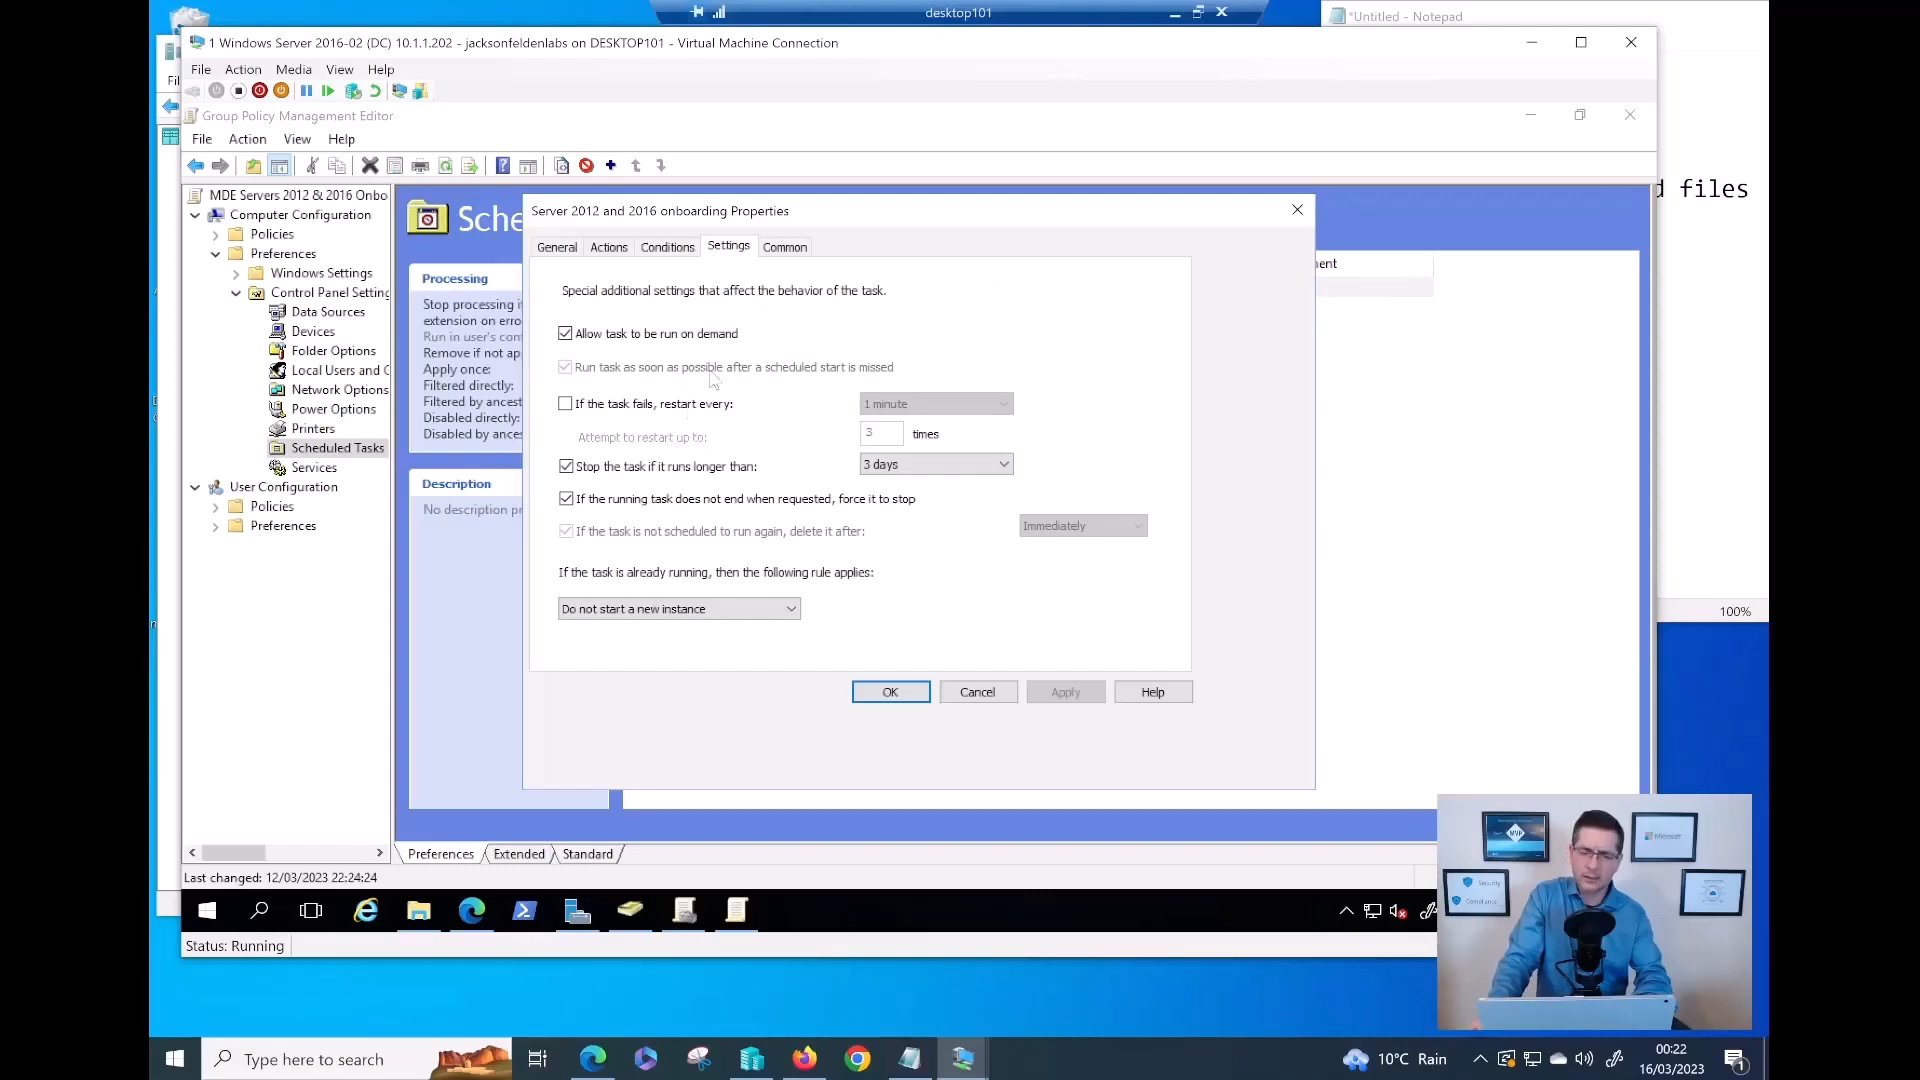 desktop101
*Untitled - Notepad
1 Windows Server 2016-02 (DC) 10.1.1.202 - jacksonfeldenlabs on DESKTOP101 - Virtual Machine Connection
File Action Media View Help
Group Policy Management Editor
File Action View Help
MDE Servers 2012 & 2016 Onbo
Computer Configuration
Policies
Preferences
Windows Settings
Control Panel Setting
Data Sources
Devices
Folder Options
Local Users and
Network Options
Power Options
Printers
Scheduled Tasks
Services
User Configuration
Policies
Preferences
Sche
Processing
Stop processing i
extension on erro
Run in user's con
Remove if not ap
Apply once:
Filtered directly:
Filtered by ances
Disabled directly:
Disabled by ances
Description
No description pr
Server 2012 and 2016 onboarding Properties
General Actions Conditions Settings Common
Special additional settings that affect the behavior of the task.
Allow task to be run on demand
Run task as soon as possible after a scheduled start is missed
If the task fails, restart every: 1 minute
Attempt to restart up to: 3 times
Stop the task if it runs longer than: 3 days
If the running task does not end when requested, force it to stop
If the task is not scheduled to run again, delete it after: Immediately
If the task is already running, then the following rule applies:
Do not start a new instance
OK Cancel Apply Help
ent
d files
100%
Preferences Extended Standard
Last changed: 12/03/2023 22:24:24
Status: Running
MVP
Microsoft
Security
Compliance
Type here to search
10°C Rain
00:22
16/03/2023
1